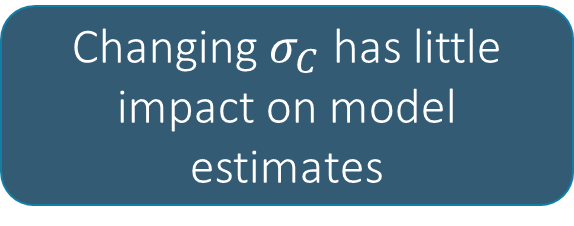 Changing σ_C has little
impact on model
estimates